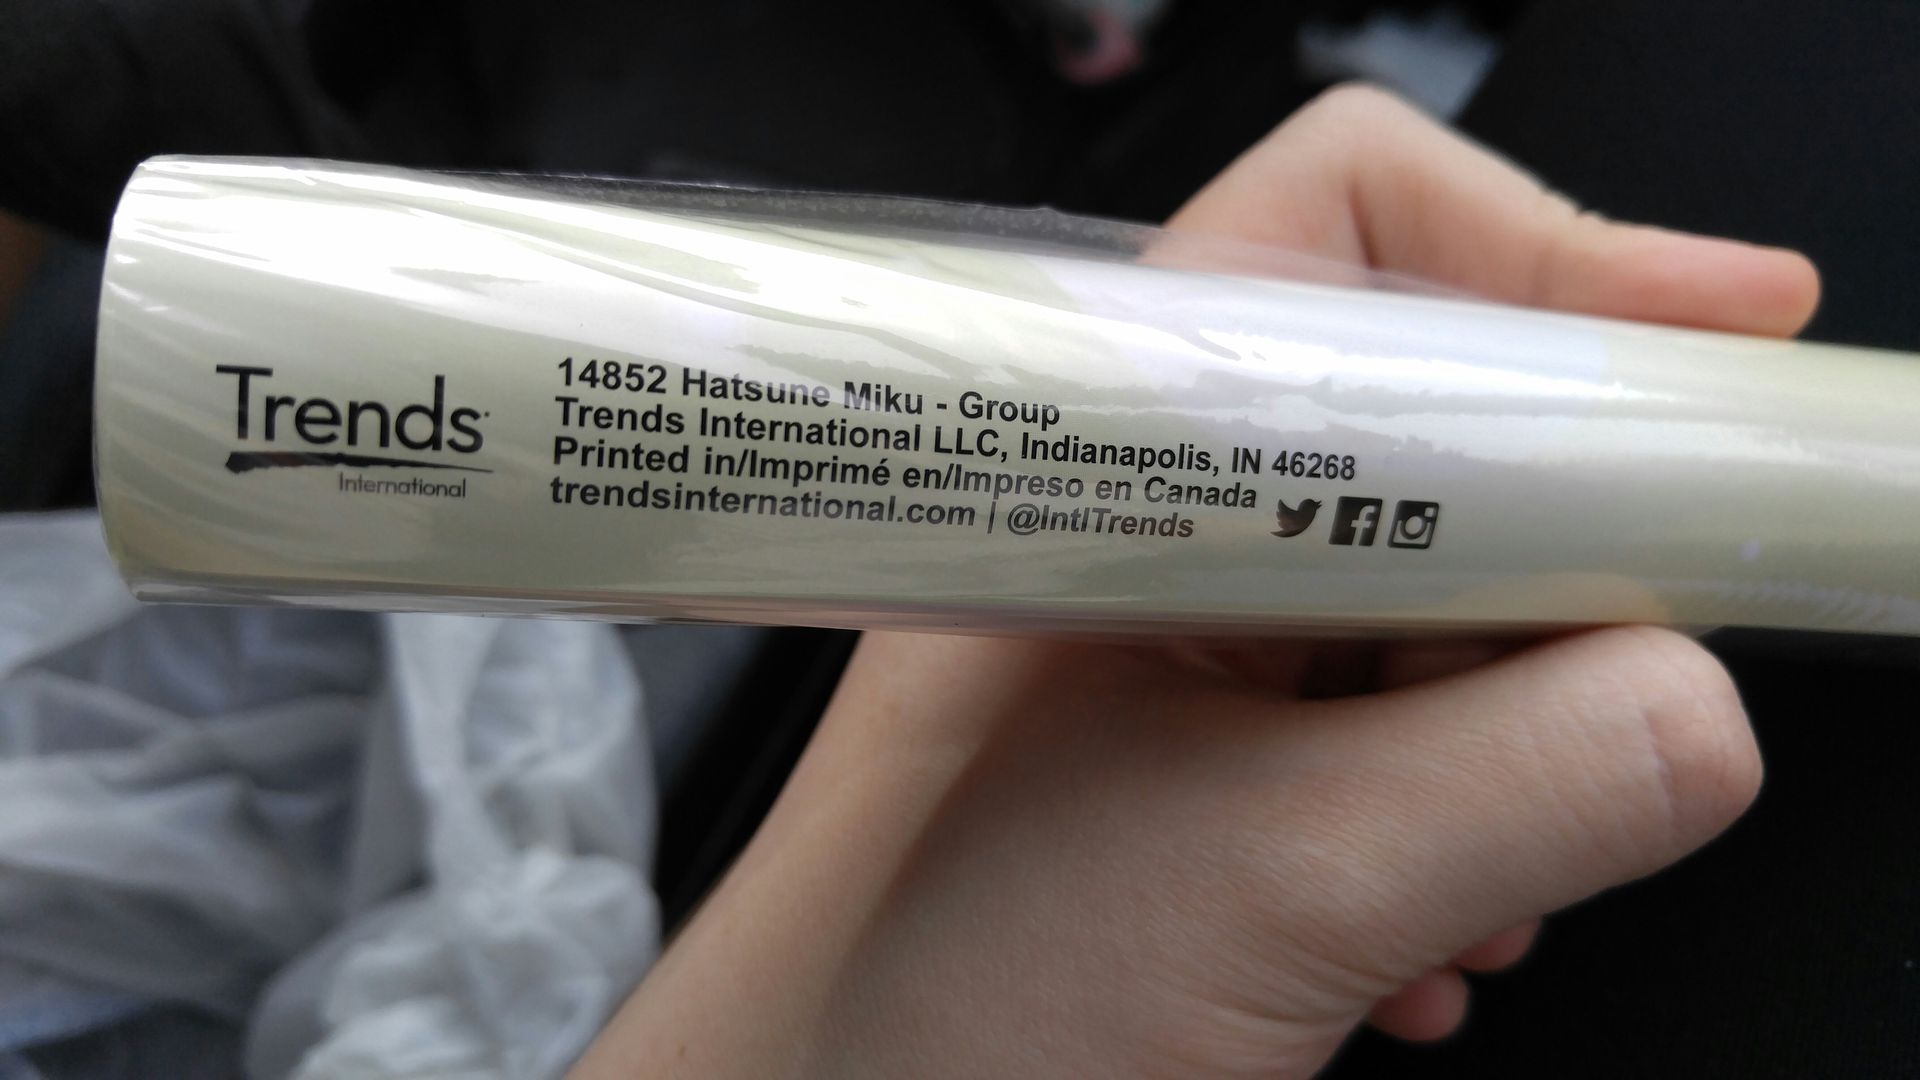 Trends
International
14852 Hatsune Miku - Group
Trends International LLC, Indianapolis, IN 46268
Printed in/Imprimé en/Impreso en Canada
trendsinternational.com | @IntlTrends